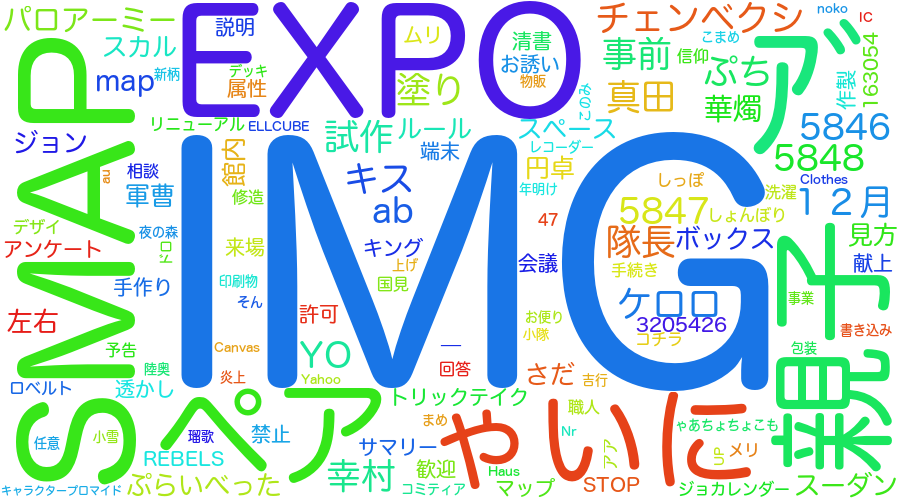 パロアーミー
EXPO
チェンベクシ
noko
IC
スカル
説明
ムリ
清書
事前
こまめ
信仰
アブ
163054
map
新柄
デッキ
属性
塗り
お誘い
物販
このみ
真田
ぷち
華燭
作製
SMAP
ジョン
リニューアル
ELLCUBE
試作
ルール
端末
スペース
レコーダー
円卓
5846
5848
au
相談
軍曹
館内
修造
キス
ab
年明け
しっぽ
5847
しょんぼり
洗濯
Clothes
12月
デザイ
アンケート
夜の森
ドロ
来場
キング
上げ
国見
47
会議
隊長
手続き
ボックス
見方
献上
親子
手作り
印刷物
そん
IMG
ケロロ
3205426
コチラ
事業
書き込み
左右
予告
陸奥
許可
YO
一
回答
お便り
小隊
さだ
吉行
包装
Canvas
炎上
Yahoo
ロベルト
透かし
ペア
トリックテイク
まめ
やいに
職人
ゃあちょちょこも
任意
小雪
瑠歌
禁止
サマリー
REBELS
幸村
歓迎
Haus
Nr
アァ
STOP
UP
メリ
キャラクタープロマイド
ぷらいべった
コミティア
マップ
ジョカレンダー
スーダン